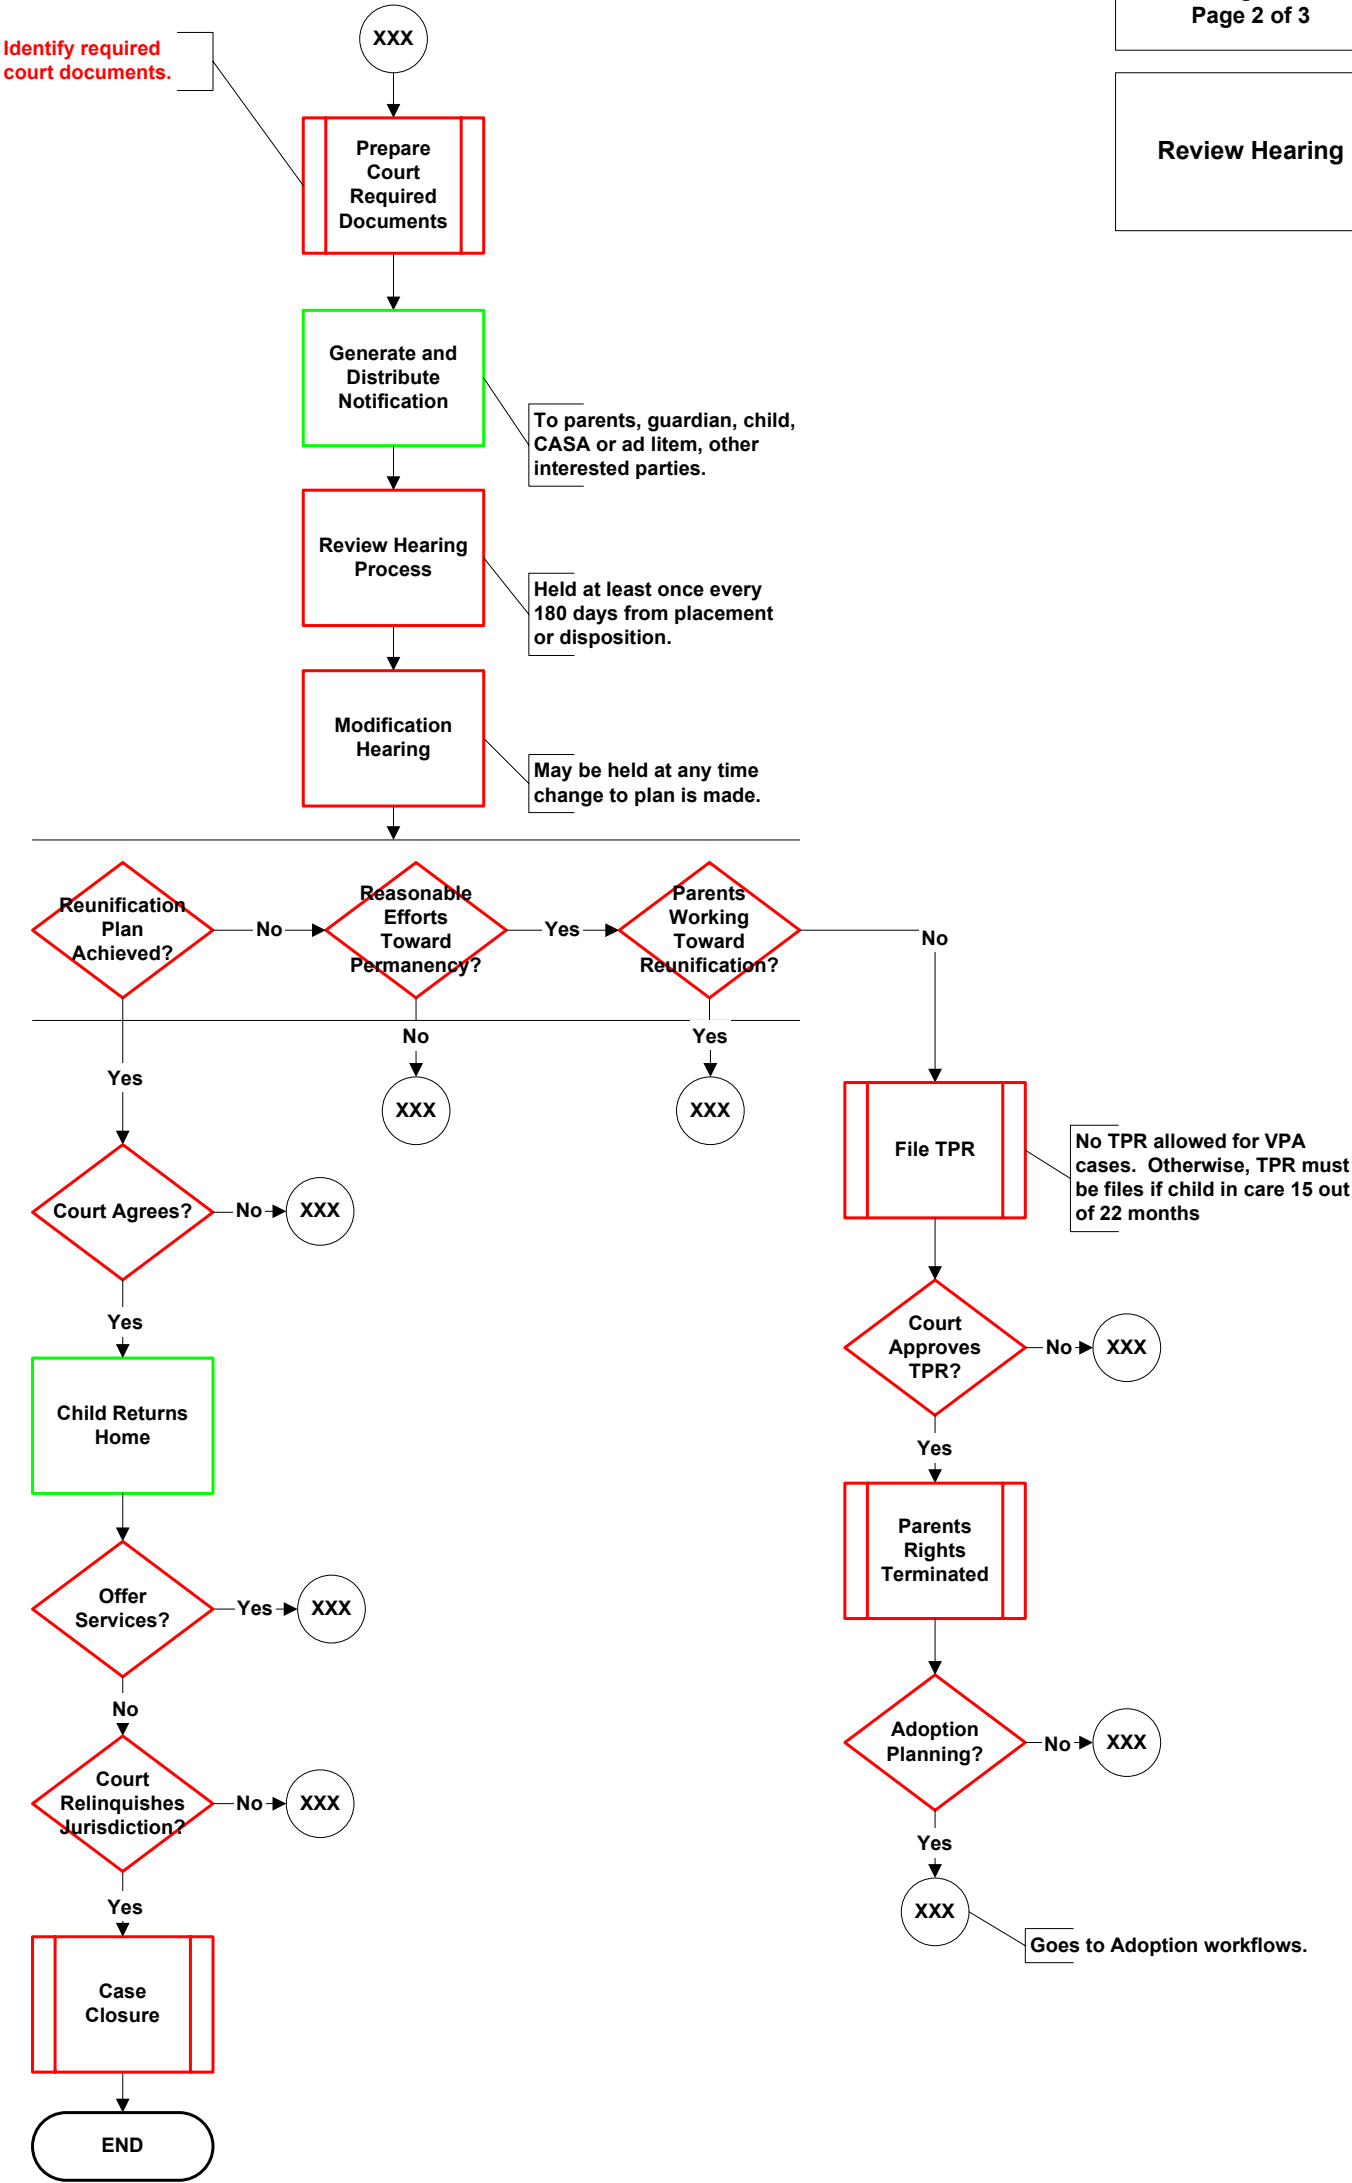 Page 2 of 3
Review Hearing
XXX
Identify required
court documents.
Prepare
Court
Required
Documents
Generate and
Distribute
Notification
To parents, guardian, child,
CASA or ad litem, other
interested parties.
Review Hearing
Process
Held at least once every
180 days from placement
or disposition.
Modification
Hearing
May be held at any time
change to plan is made.
Reunification
Plan
Achieved?
No
Reasonable
Efforts
Toward
Permanency?
Yes
Parents
Working
Toward
Reunification?
No
Yes
No
XXX
Yes
XXX
Court Agrees?
No
XXX
Yes
Child Returns
Home
Offer
Services?
Yes
XXX
No
Court
Relinquishes
Jurisdiction?
No
XXX
Yes
Case
Closure
END
File TPR
No TPR allowed for VPA
cases. Otherwise, TPR must
be files if child in care 15 out
of 22 months
Court
Approves
TPR?
No
XXX
Yes
Parents
Rights
Terminated
Adoption
Planning?
No
XXX
Yes
XXX
Goes to Adoption workflows.